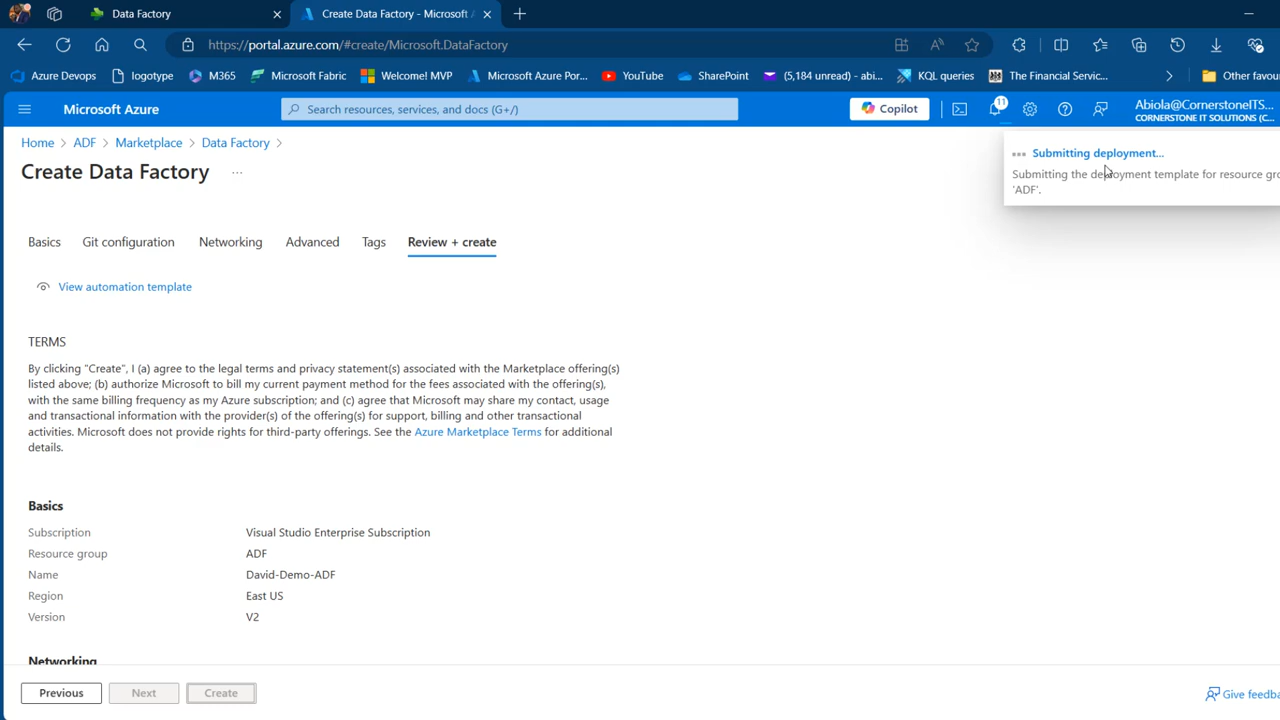 Data Factory
Create Data Factory - Microsoft A
https://portal.azure.com/#create/Microsoft.DataFactory
Azure Devops
logotype
M365
Microsoft Fabric
Welcome! MVP
Microsoft Azure Por...
YouTube
SharePoint
(5,184 unread) - abi...
KQL queries
The Financial Servic...
Other favou
Microsoft Azure
Search resources, services, and docs (G+/)
Copilot
11
Abiola@CornerstoneITS...
CORNERSTONE IT SOLUTIONS (C...
Home > ADF > Marketplace > Data Factory >
Create Data Factory ...
Submitting deployment...
Submitting the deployment template for resource gro
'ADF'.
Basics
Git configuration
Networking
Advanced
Tags
Review + create
View automation template
TERMS
By clicking "Create", I (a) agree to the legal terms and privacy statement(s) associated with the Marketplace offering(s)
listed above; (b) authorize Microsoft to bill my current payment method for the fees associated with the offering(s),
with the same billing frequency as my Azure subscription; and (c) agree that Microsoft may share my contact, usage
and transactional information with the provider(s) of the offering(s) for support, billing and other transactional
activities. Microsoft does not provide rights for third-party offerings. See the Azure Marketplace Terms for additional
details.
Basics
Subscription Visual Studio Enterprise Subscription
Resource group ADF
Name David-Demo-ADF
Region East US
Version V2
Networking
Previous
Next
Create
Give feedba